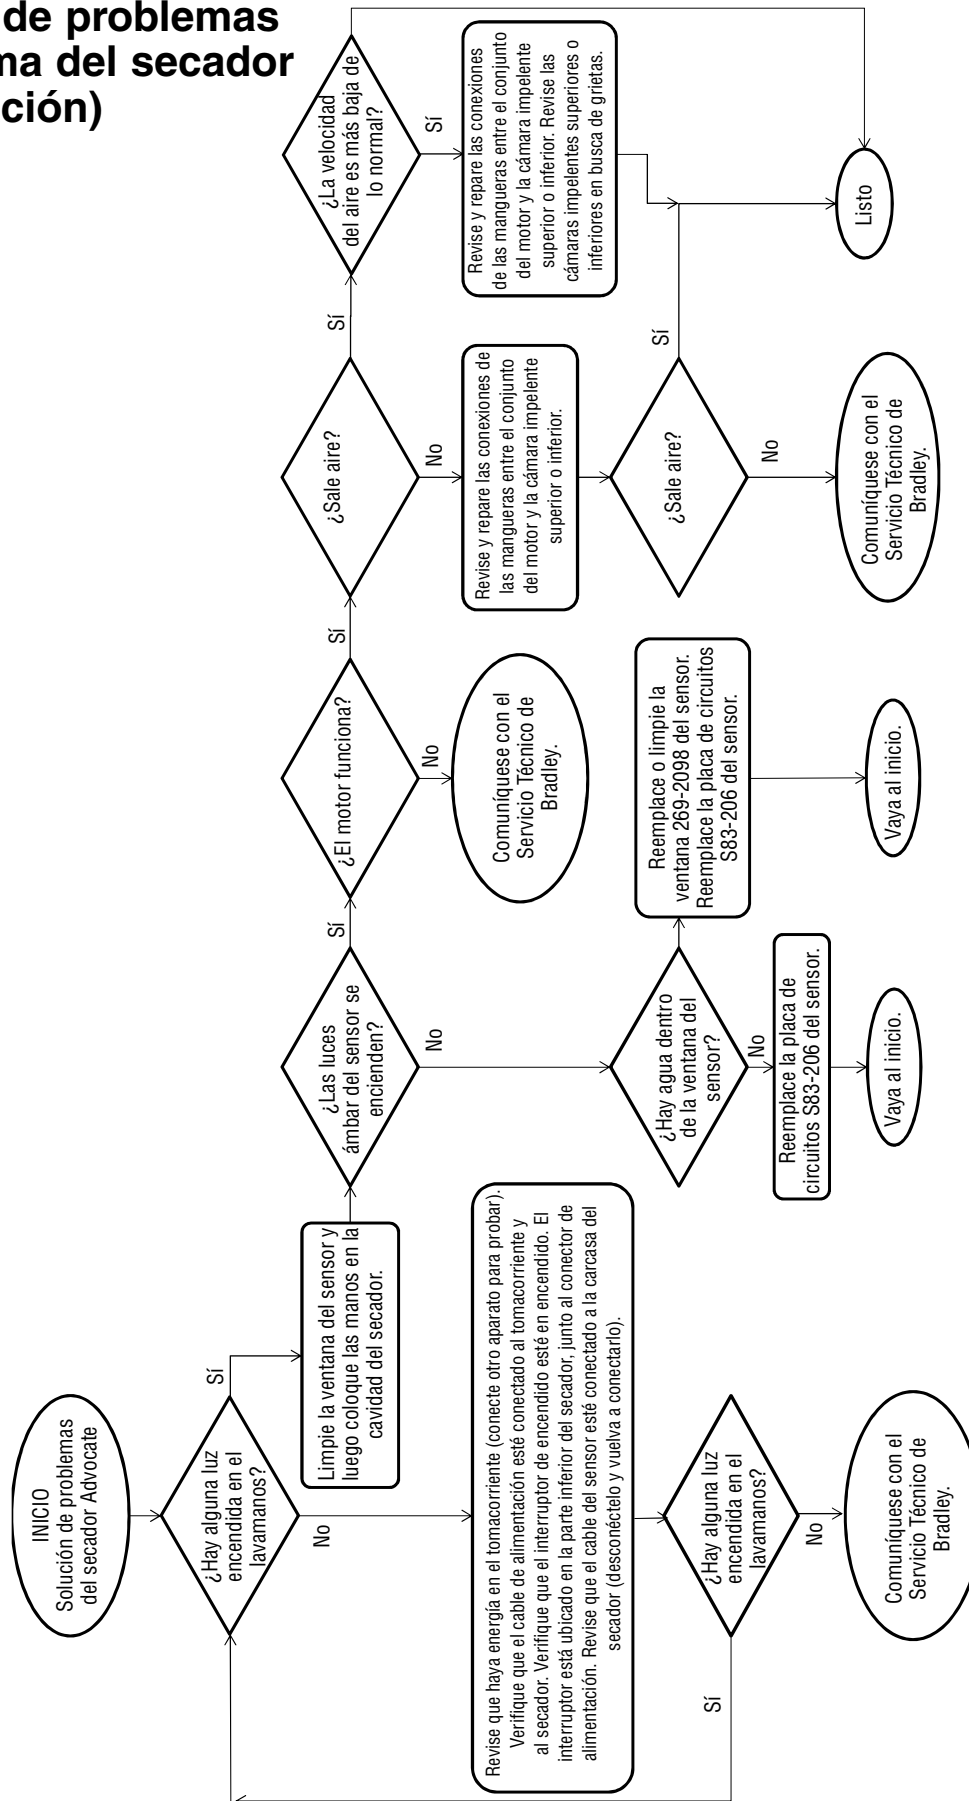 de problemas
ma del secador
ción)
INICIO
Solución de problemas
del secador Advocate
¿Hay alguna luz
encendida en el
lavamanos?
Sí
No
Limpie la ventana del sensor y
luego coloque las manos en la
cavidad del secador.
¿Las luces
ámbar del sensor se
encienden?
Sí
No
¿El motor funciona?
Sí
No
Comuníquese con el
Servicio Técnico de
Bradley.
¿Sale aire?
Sí
No
¿La velocidad
del aire es más baja de
lo normal?
Sí
Revise y repare las conexiones
de las mangueras entre el conjunto
del motor y la cámara impelente
superior o inferior. Revise las
cámaras impelentes superiores o
inferiores en busca de grietas.
Revise y repare las conexiones de
las mangueras entre el conjunto
del motor y la cámara impelente
superior o inferior.
¿Sale aire?
Sí
No
Listo
Comuníquese con el
Servicio Técnico de
Bradley.
¿Hay agua dentro
de la ventana del
sensor?
No
Reemplace o limpie la
ventana 269-2098 del sensor.
Reemplace la placa de circuitos
S83-206 del sensor.
Vaya al inicio.
Reemplace la placa de
circuitos S83-206 del sensor.
Vaya al inicio.
Revise que haya energía en el tomacorriente (conecte otro aparato para probar).
Verifique que el cable de alimentación esté conectado al tomacorriente y
al secador. Verifique que el interruptor de encendido esté en encendido. El
interruptor está ubicado en la parte inferior del secador, junto al conector de
alimentación. Revise que el cable del sensor esté conectado a la carcasa del
secador (desconéctelo y vuelva a conectarlo).
¿Hay alguna luz
encendida en el
lavamanos?
Sí
No
Comuníquese con el
Servicio Técnico de
Bradley.